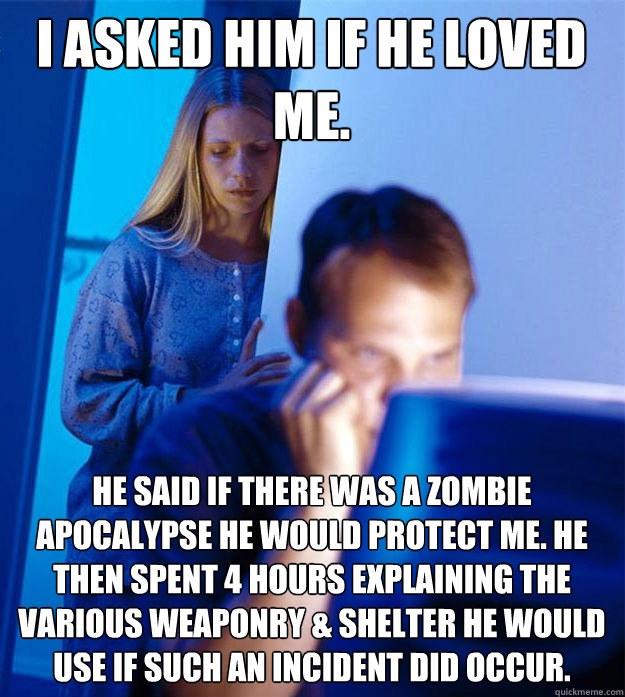 I ASKED HIM IF HE LOVED
ME.
HE SAID IF THERE WAS A ZOMBIE
APOCALYPSE HE WOULD PROTECT ME. HE
THEN SPENT 4 HOURS EXPLAINING THE
VARIOUS WEAPONRY & SHELTER HE WOULD
USE IF SUCH AN INCIDENT DID OCCUR.
quickmeme.com